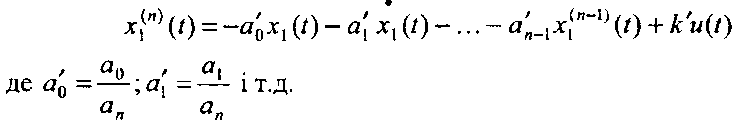 x₁⁽ⁿ⁾(t) = −a′₀x₁(t) − a′₁ẋ₁(t) − … − a′ₙ₋₁x₁⁽ⁿ⁻¹⁾(t) + k′u(t)
де a′₀ = a₀/aₙ; a′₁ = a₁/aₙ і т.д.